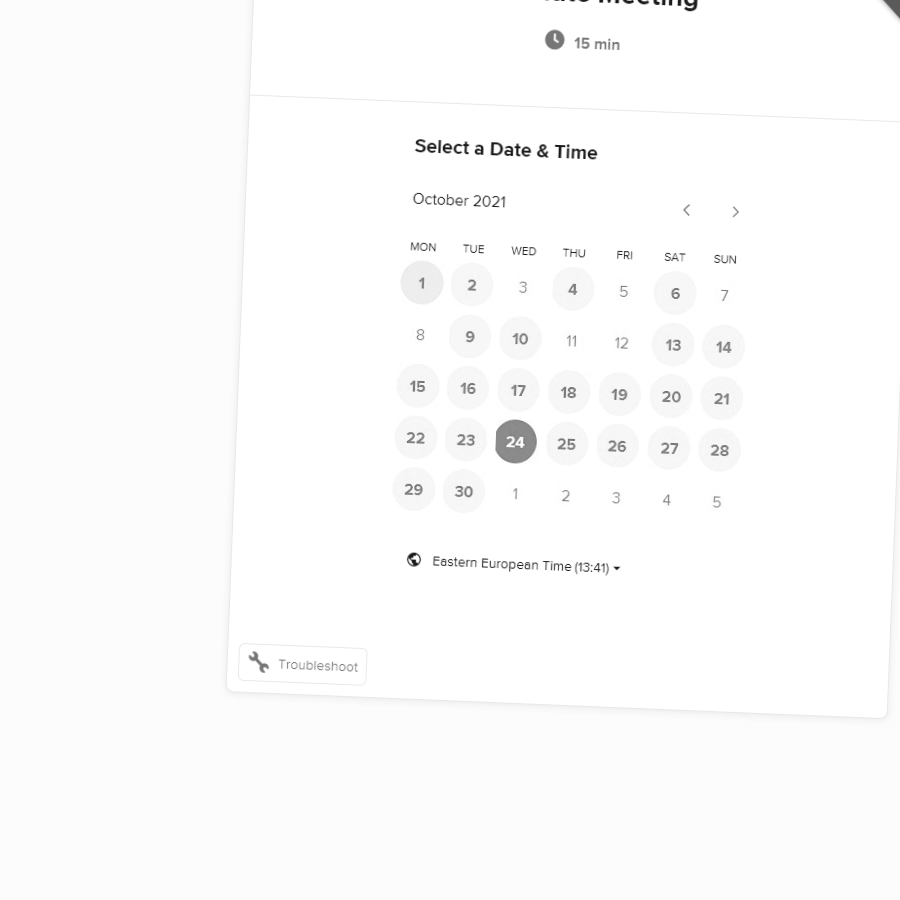 Meeting
15 min
Select a Date & Time
October 2021
MON TUE WED THU FRI SAT SUN
1 2 3 4 5 6 7
8 9 10 11 12 13 14
15 16 17 18 19 20 21
22 23 24 25 26 27 28
29 30 1 2 3 4 5
Eastern European Time (13:41)
Troubleshoot